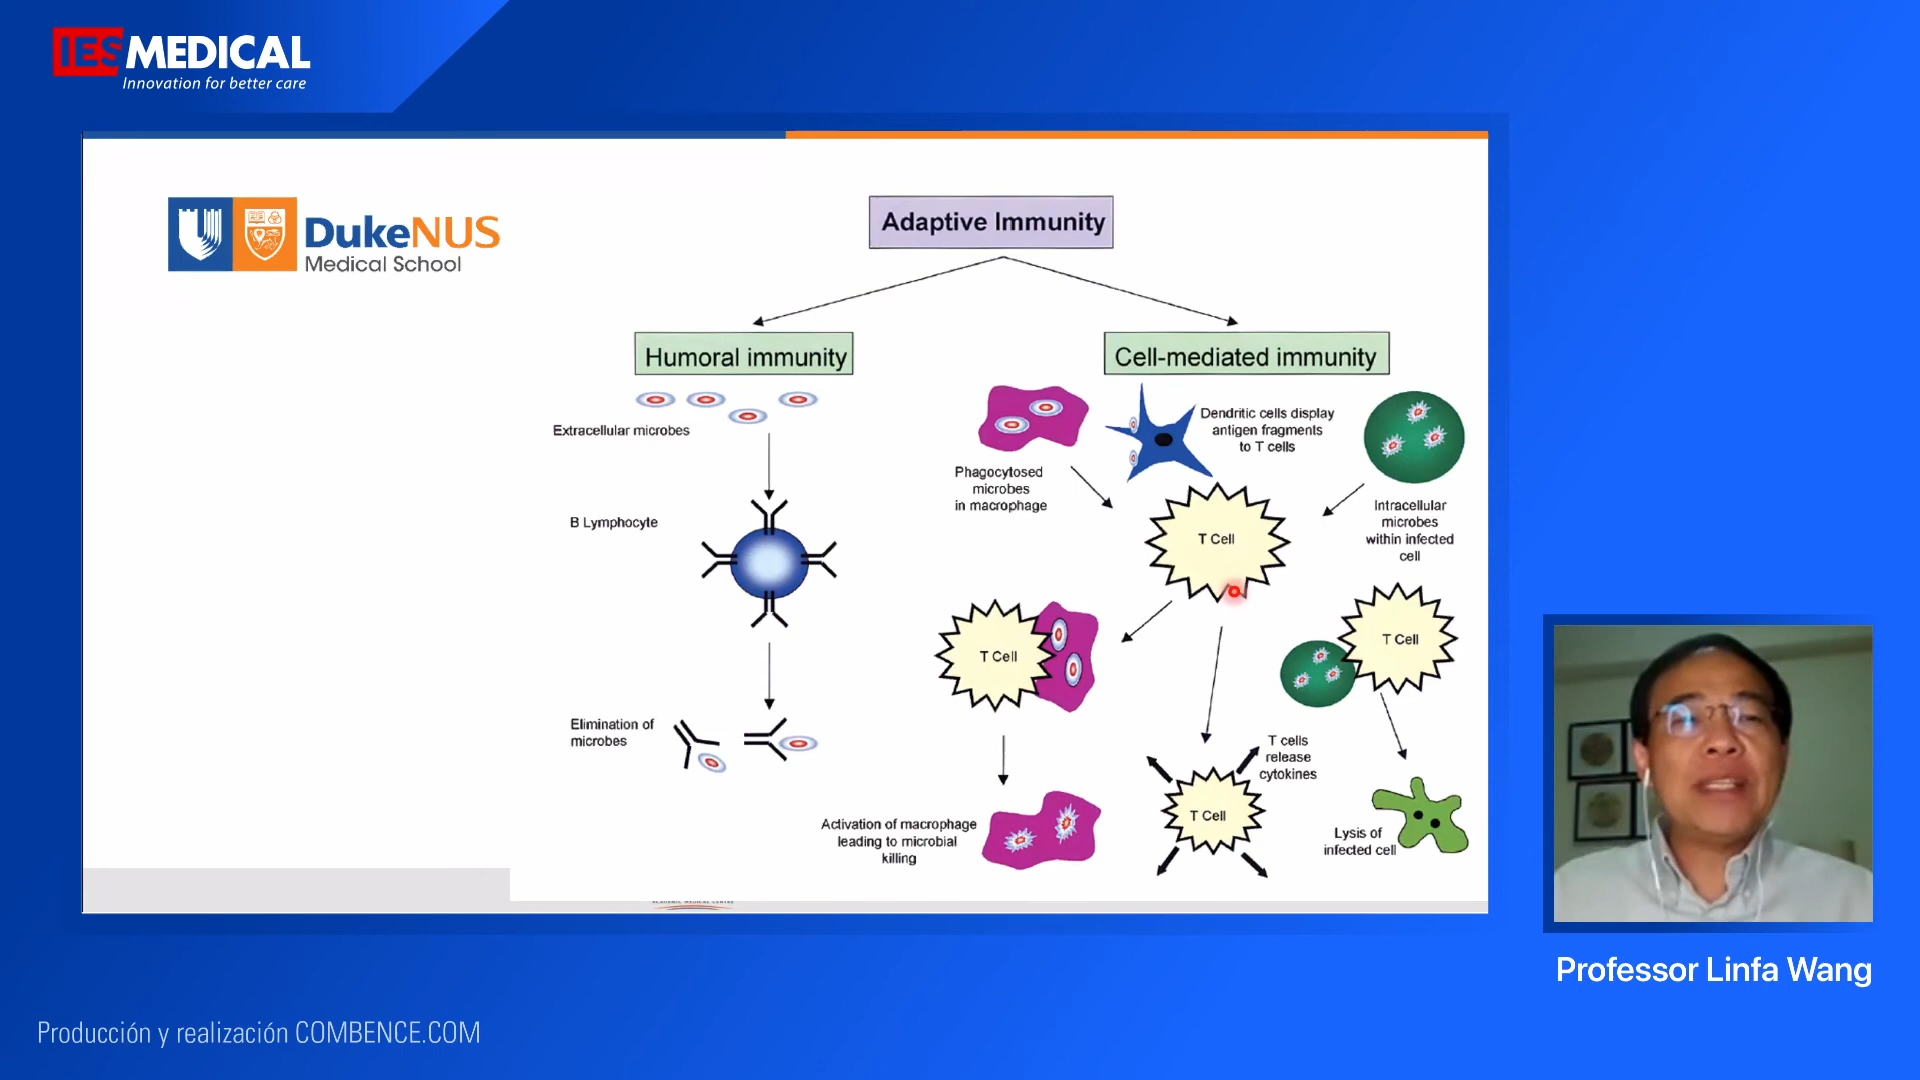 IES MEDICAL
Innovation for better care
DukeNUS
Medical School
Adaptive Immunity
Humoral immunity
Cell-mediated immunity
Extracellular microbes
B Lymphocyte
Elimination of
microbes
Phagocytosed
microbes
in macrophage
Dendritic cells display
antigen fragments
to T cells
T Cell
Intracellular
microbes
within infected
cell
T Cell
T Cell
T cells
release
cytokines
Activation of macrophage
leading to microbial
killing
T Cell
Lysis of
infected cell
ACADEMIC MEDICAL CENTRE
Professor Linfa Wang
Producción y realización COMBENCE.COM